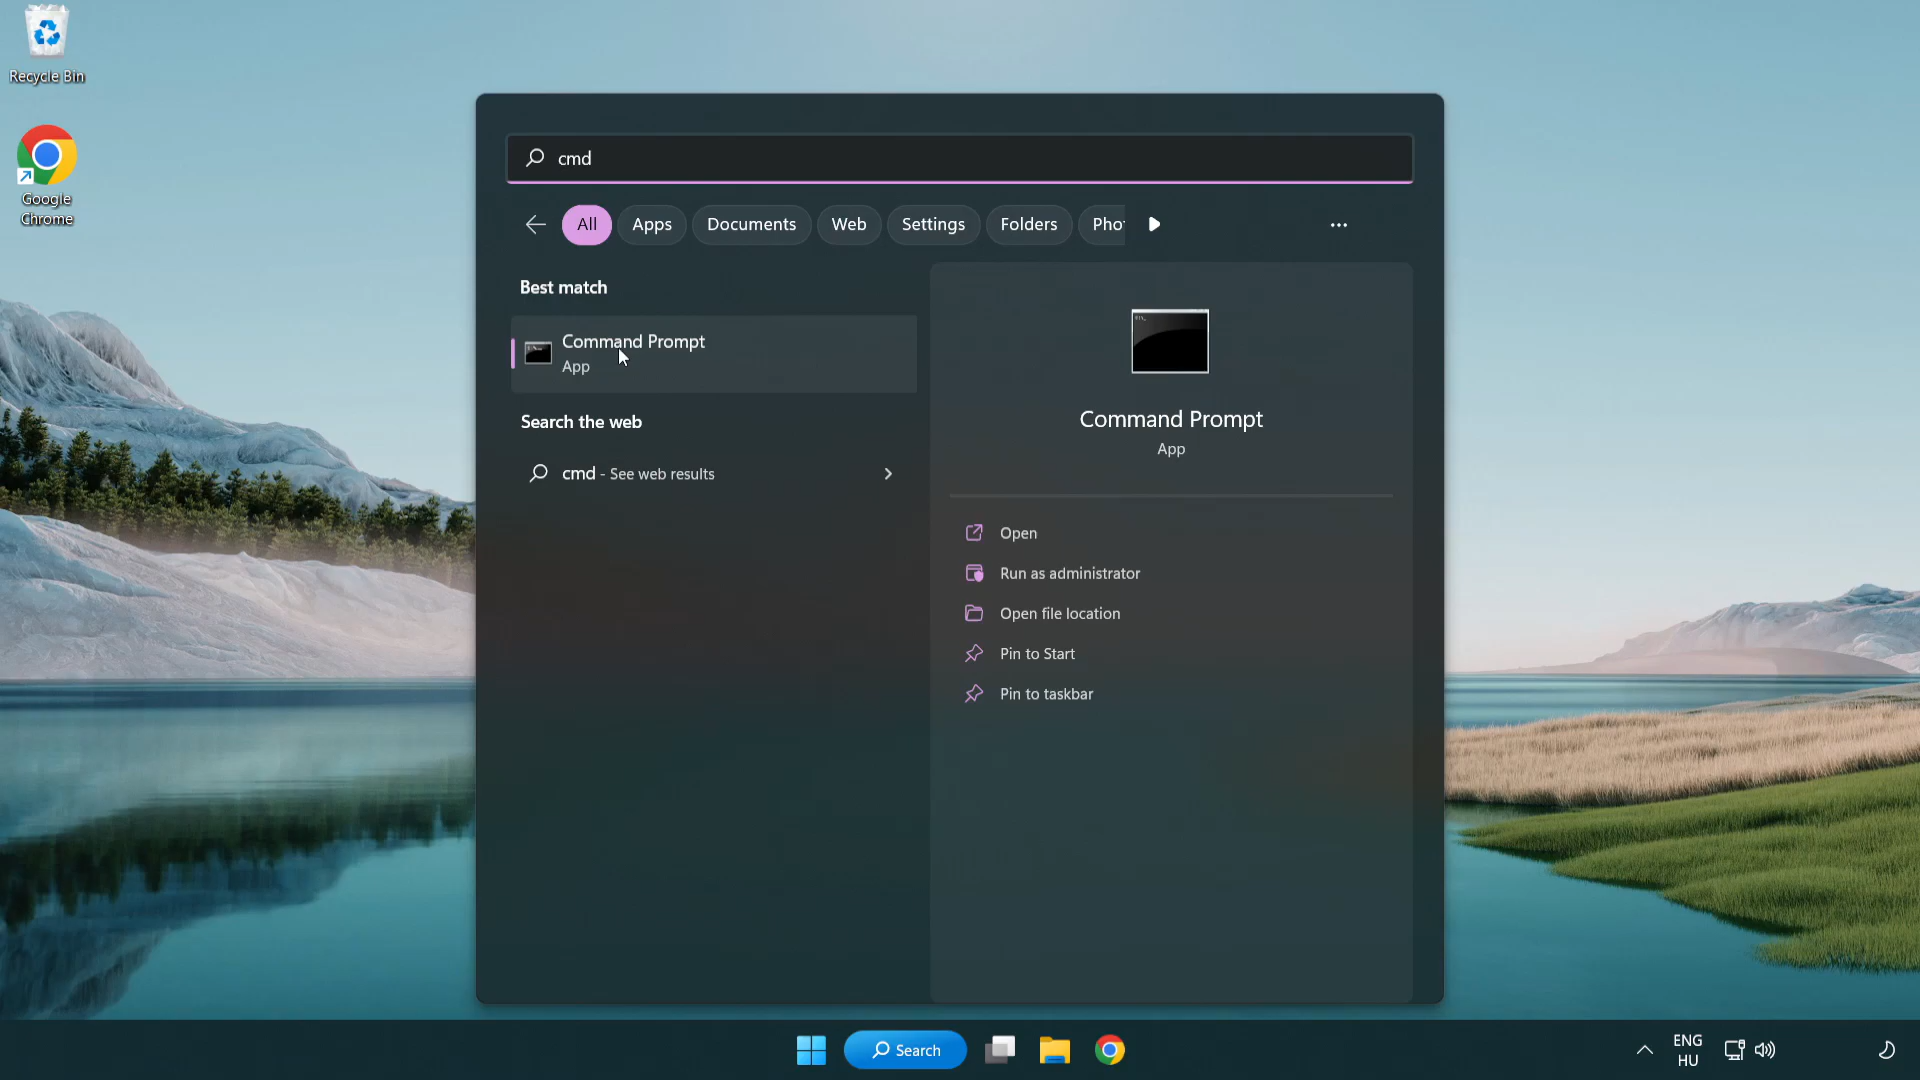 Recycle Bin
Google
Chrome
cmd
All
Apps
Documents
Web
Settings
Folders
Pho
Best match
Command Prompt
App
Search the web
cmd - See web results
Command Prompt
App
Open
Run as administrator
Open file location
Pin to Start
Pin to taskbar
Search
ENG
HU